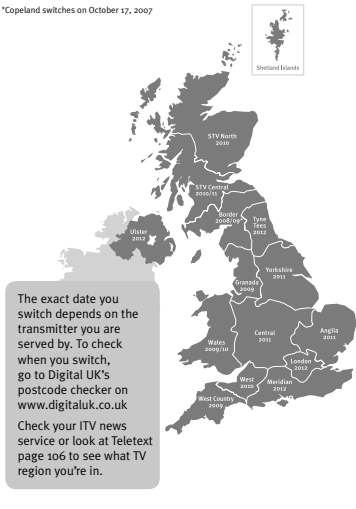 *Copeland switches on October 17, 2007
Shetland Islands
STV North
2010
STV Central
2010/11
Border
2008/09
Tyne
Tees
2012
Ulster
2012
Yorkshire
2011
Granada
2009
Wales
2009/10
Central
2011
Anglia
2011
London
2012
West
2010
Meridian
2012
West Country
2009
The exact date you
switch depends on the
transmitter you are
served by. To check
when you switch,
go to Digital UK’s
postcode checker on
www.digitaluk.co.uk
Check your ITV news
service or look at Teletext
page 106 to see what TV
region you’re in.